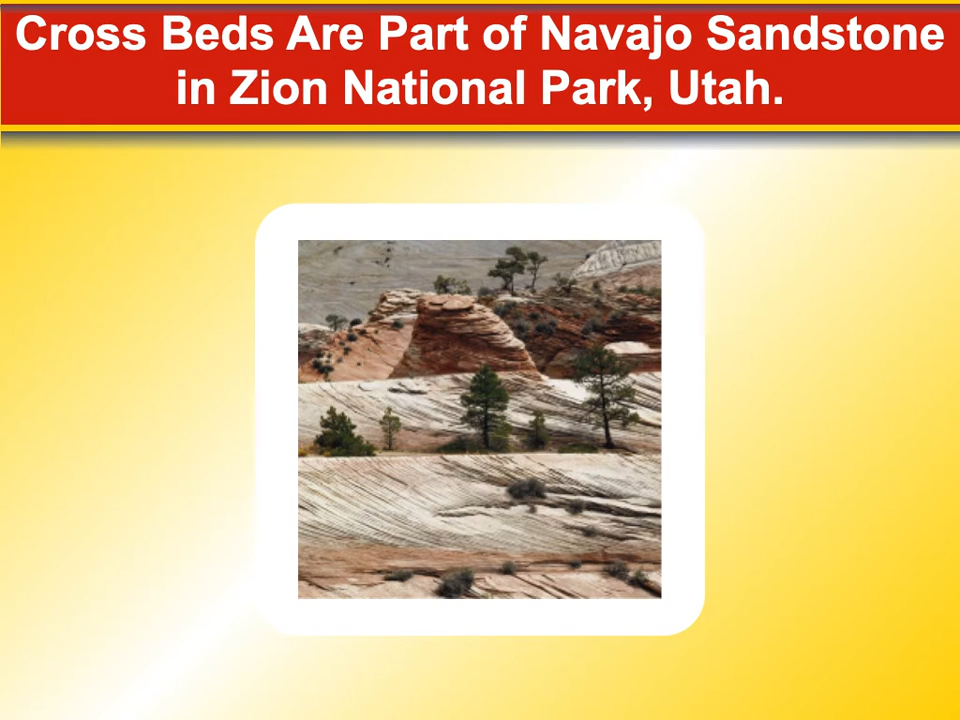 Cross Beds Are Part of Navajo Sandstone
in Zion National Park, Utah.